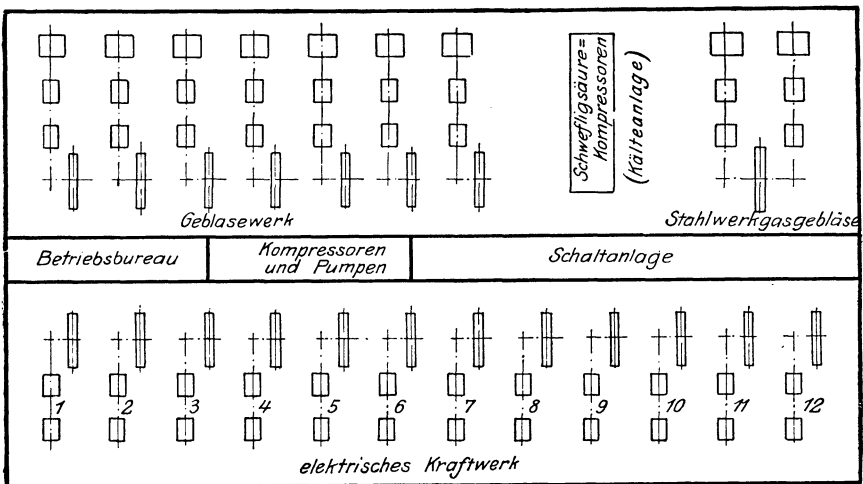 Schwefligsäure=
Kompressoren
(Kälteanlage)
Geblasewerk
Stahlwerkgasgebläse
Betriebsbureau
Kompressoren
und Pumpen
Schaltanlage
1 2 3 4 5 6 7 8 9 10 11 12
elektrisches Kraftwerk